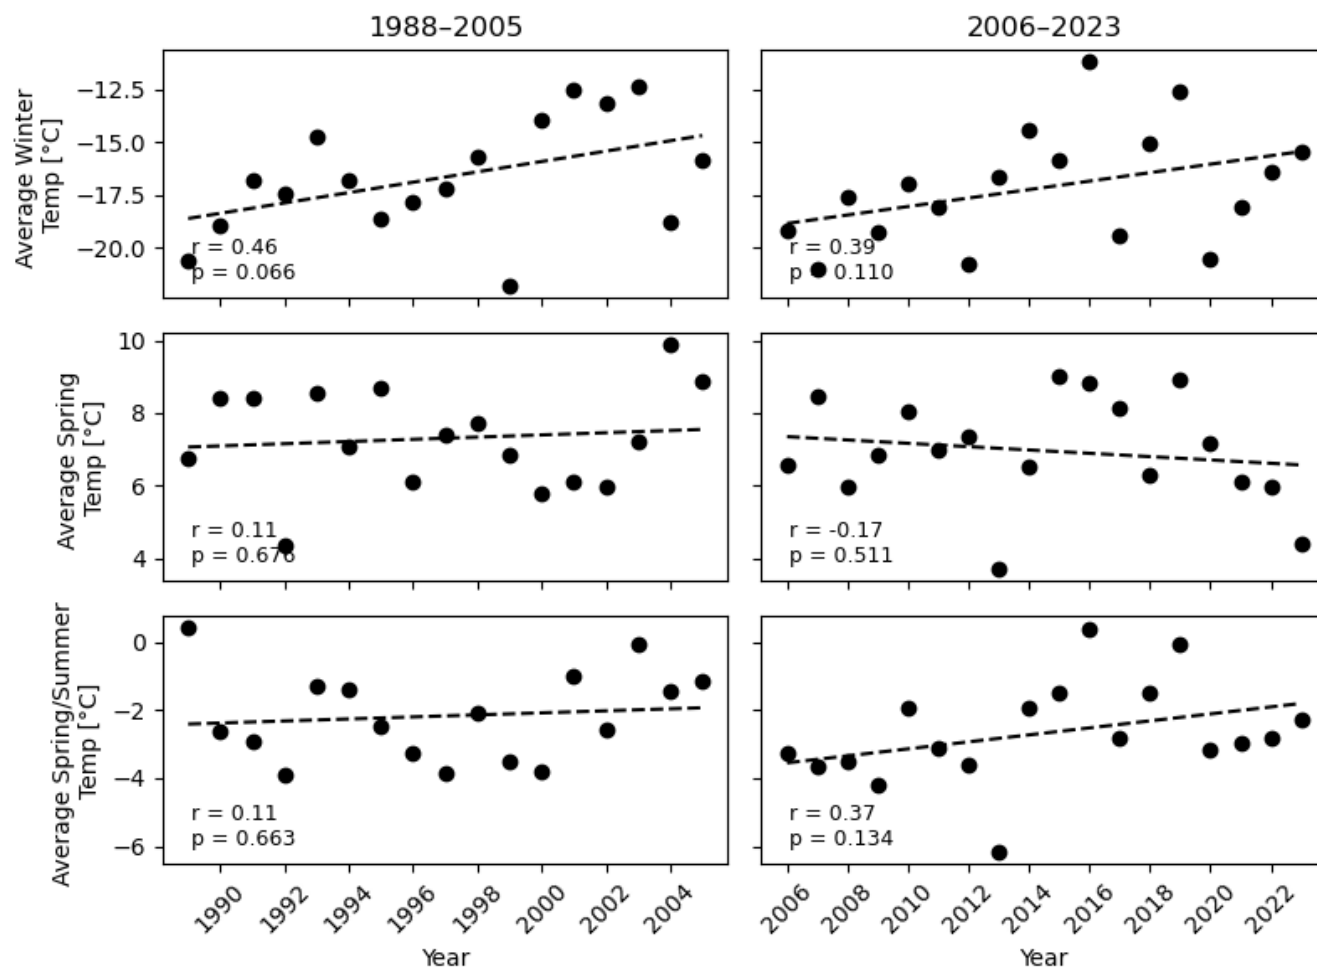 1988–2005
2006–2023
Average Winter
Temp [°C]
−12.5
−15.0
−17.5
−20.0
r = 0.46
p = 0.066
r = 0.39
p 0.110
Average Spring
Temp [°C]
10
8
6
4
r = 0.11
p = 0.676
r = -0.17
p = 0.511
Average Spring/Summer
Temp [°C]
0
−2
−4
−6
r = 0.11
p = 0.663
r = 0.37
p = 0.134
1990
1992
1994
1996
1998
2000
2002
2004
2006
2008
2010
2012
2014
2016
2018
2020
2022
Year
Year